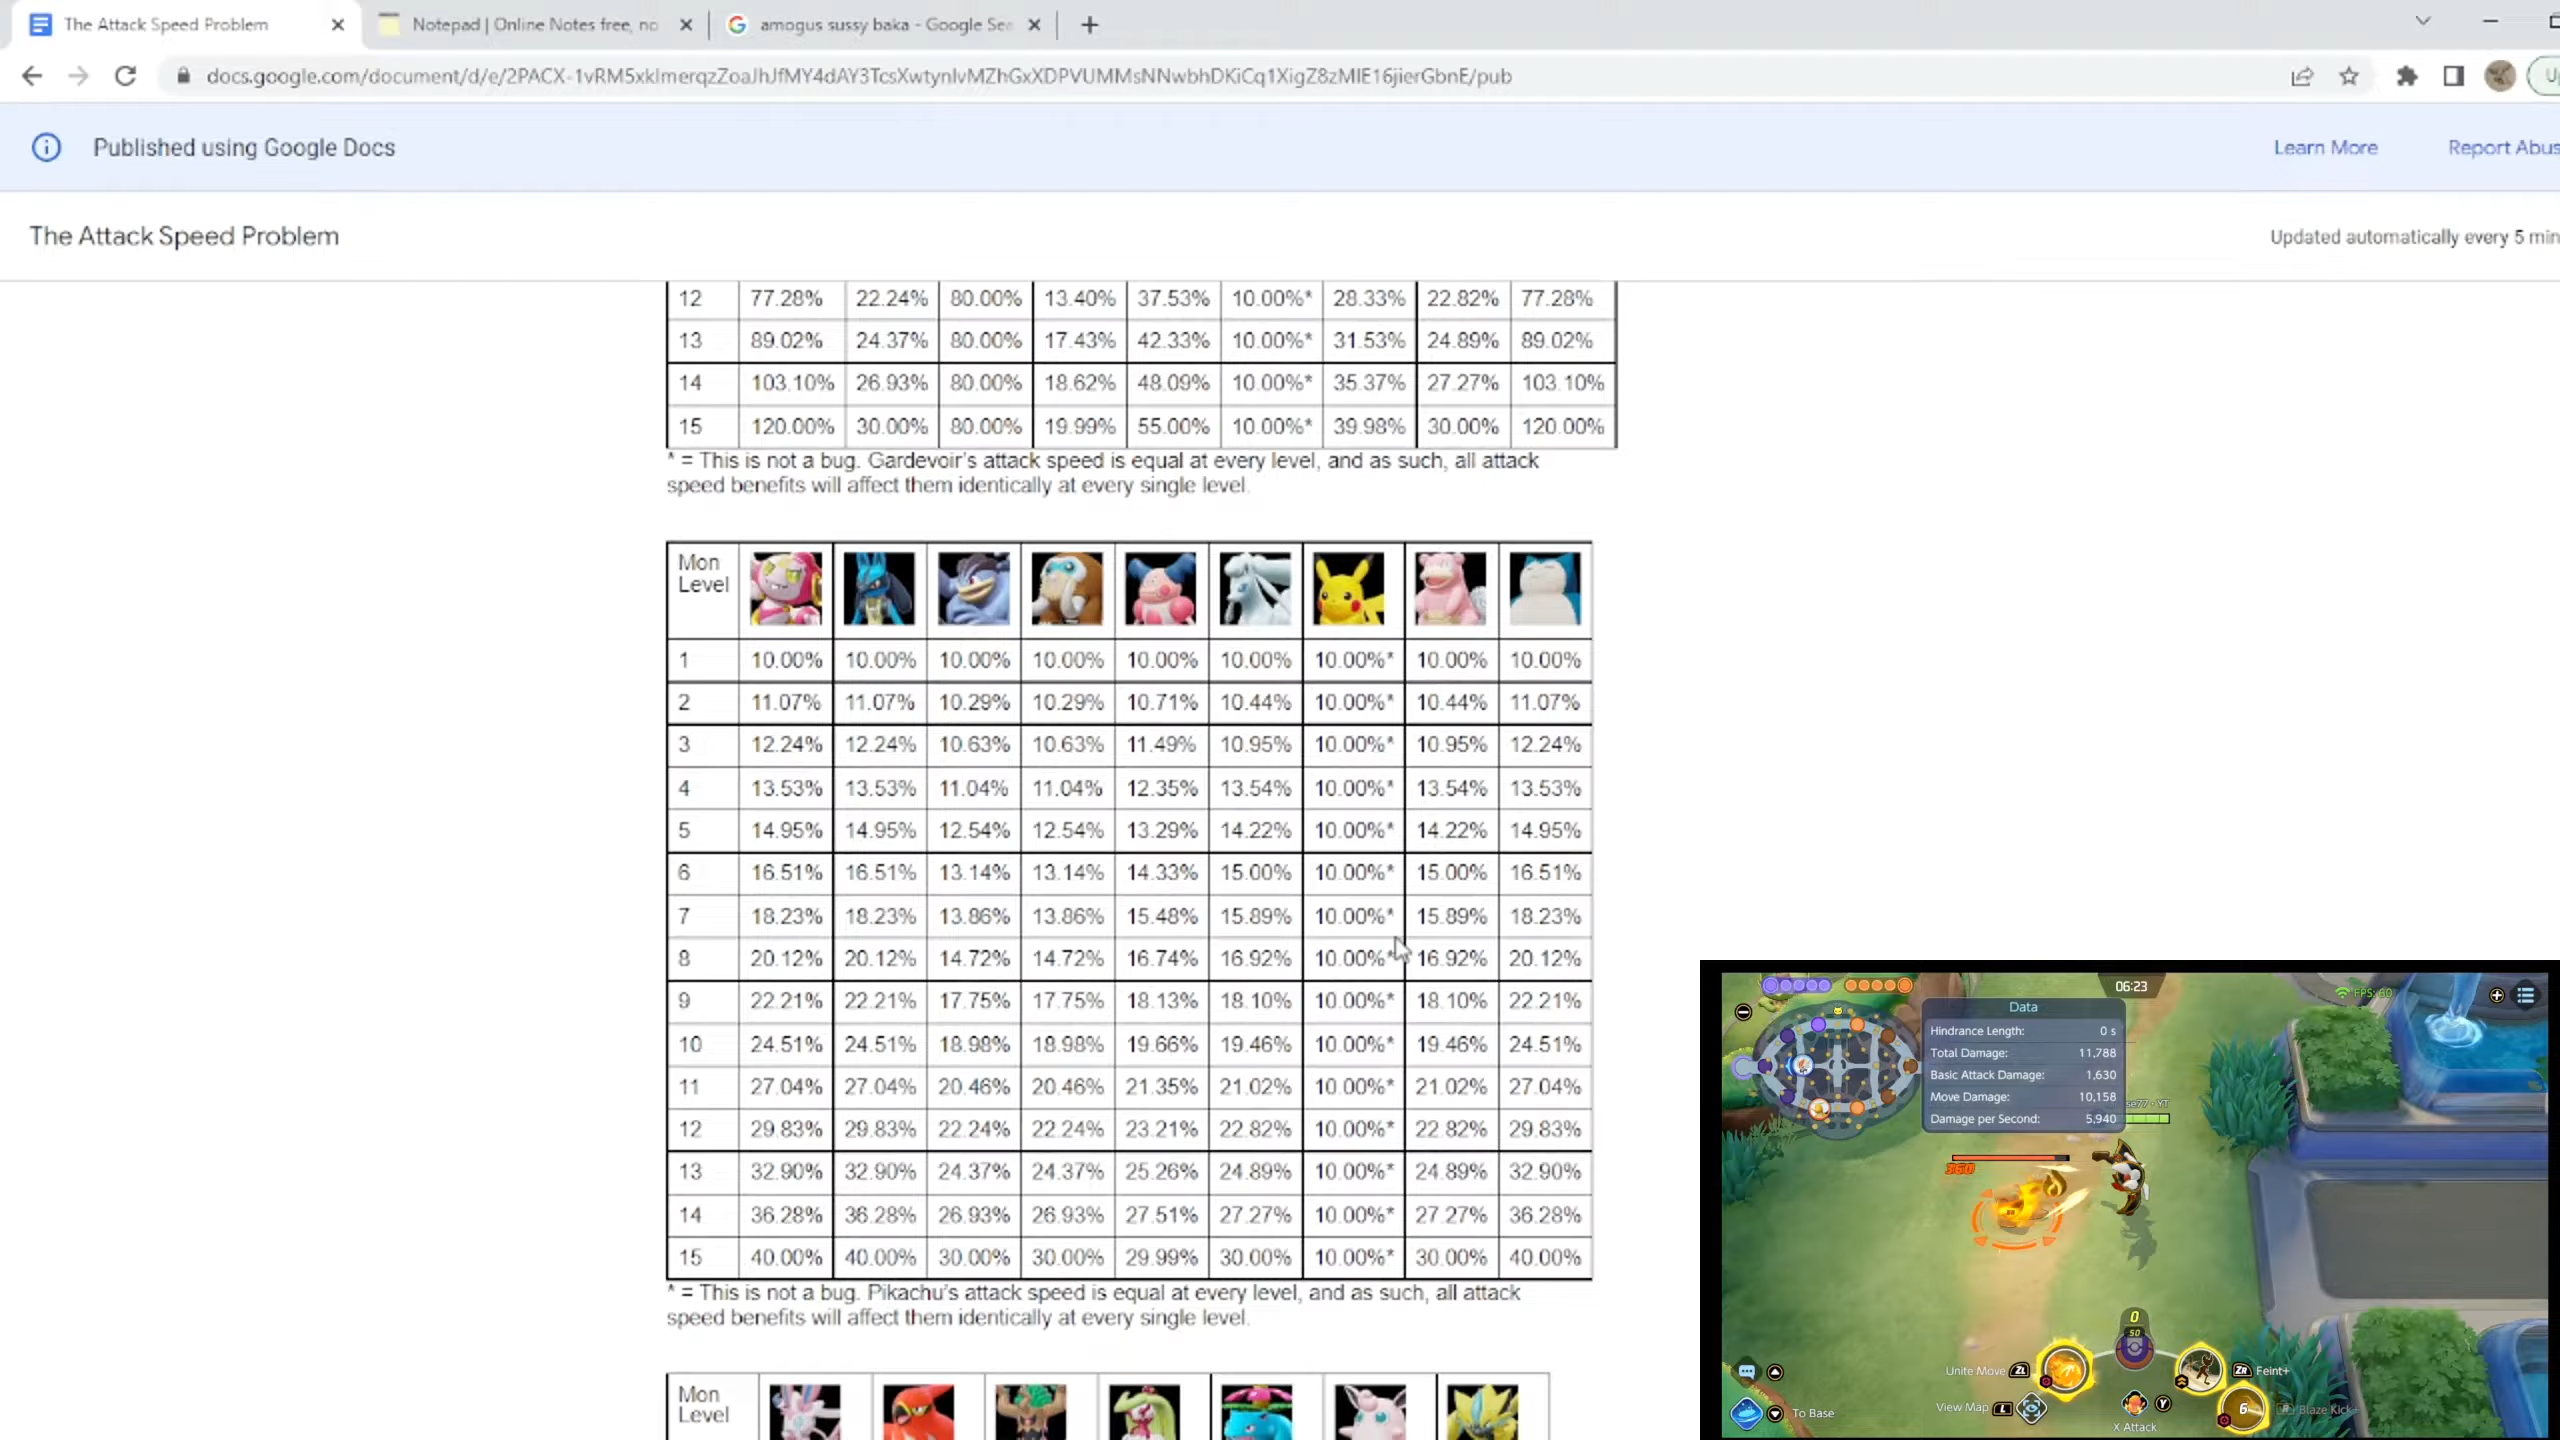 The Attack Speed Problem
Notepad | Online Notes free, no
amogus sussy baka - Google Sea
docs.google.com/document/d/e/2PACX-1vRM5xkImerqzZoaJhJfMY4dAY3TcsXwtynIvMZhGxXDPVUMMsNNwbhDKiCq1XigZ8zMIE16jierGbnE/pub
Published using Google Docs
Learn More
Report Abus
The Attack Speed Problem
Updated automatically every 5 min
12 77.28% 22.24% 80.00% 13.40% 37.53% 10.00%* 28.33% 22.82% 77.28%
13 89.02% 24.37% 80.00% 17.43% 42.33% 10.00%* 31.53% 24.89% 89.02%
14 103.10% 26.93% 80.00% 18.62% 48.09% 10.00%* 35.37% 27.27% 103.10%
15 120.00% 30.00% 80.00% 19.99% 55.00% 10.00%* 39.98% 30.00% 120.00%
* = This is not a bug. Gardevoir's attack speed is equal at every level, and as such, all attack
speed benefits will affect them identically at every single level.
Mon
Level
1 10.00% 10.00% 10.00% 10.00% 10.00% 10.00% 10.00%* 10.00% 10.00%
2 11.07% 11.07% 10.29% 10.29% 10.71% 10.44% 10.00%* 10.44% 11.07%
3 12.24% 12.24% 10.63% 10.63% 11.49% 10.95% 10.00%* 10.95% 12.24%
4 13.53% 13.53% 11.04% 11.04% 12.35% 13.54% 10.00%* 13.54% 13.53%
5 14.95% 14.95% 12.54% 12.54% 13.29% 14.22% 10.00%* 14.22% 14.95%
6 16.51% 16.51% 13.14% 13.14% 14.33% 15.00% 10.00%* 15.00% 16.51%
7 18.23% 18.23% 13.86% 13.86% 15.48% 15.89% 10.00%* 15.89% 18.23%
8 20.12% 20.12% 14.72% 14.72% 16.74% 16.92% 10.00%* 16.92% 20.12%
9 22.21% 22.21% 17.75% 17.75% 18.13% 18.10% 10.00%* 18.10% 22.21%
10 24.51% 24.51% 18.98% 18.98% 19.66% 19.46% 10.00%* 19.46% 24.51%
11 27.04% 27.04% 20.46% 20.46% 21.35% 21.02% 10.00%* 21.02% 27.04%
12 29.83% 29.83% 22.24% 22.24% 23.21% 22.82% 10.00%* 22.82% 29.83%
13 32.90% 32.90% 24.37% 24.37% 25.26% 24.89% 10.00%* 24.89% 32.90%
14 36.28% 36.28% 26.93% 26.93% 27.51% 27.27% 10.00%* 27.27% 36.28%
15 40.00% 40.00% 30.00% 30.00% 29.99% 30.00% 10.00%* 30.00% 40.00%
* = This is not a bug. Pikachu's attack speed is equal at every level, and as such, all attack
speed benefits will affect them identically at every single level.
Mon
Level
06:23
FPS: 60
Data
Hindrance Length: 0 s
Total Damage: 11,788
Basic Attack Damage: 1,630
Move Damage: 10,158
Damage per Second: 5,940
360
0
50
Unite Move ZL
ZR Feint+
View Map L
6
R Blaze Kick+
To Base
Y
X-Attack